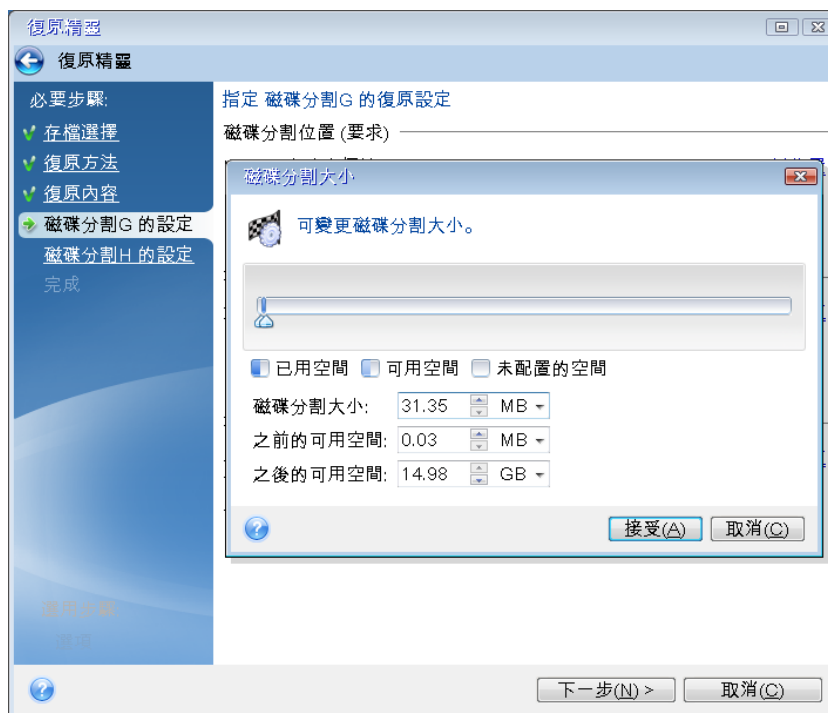 復原精靈
復原精靈
必要步驟:
存檔選擇
復原方法
復原內容
磁碟分割G 的設定
磁碟分割H 的設定
完成
指定 磁碟分割G 的復原設定
磁碟分割位置 (要求)
磁碟分割大小
可變更磁碟分割大小。
已用空間 可用空間 未配置的空間
磁碟分割大小: 31.35 MB
之前的可用空間: 0.03 MB
之後的可用空間: 14.98 GB
接受(A) 取消(C)
選用步驟:
選項
下一步(N) > 取消(C)